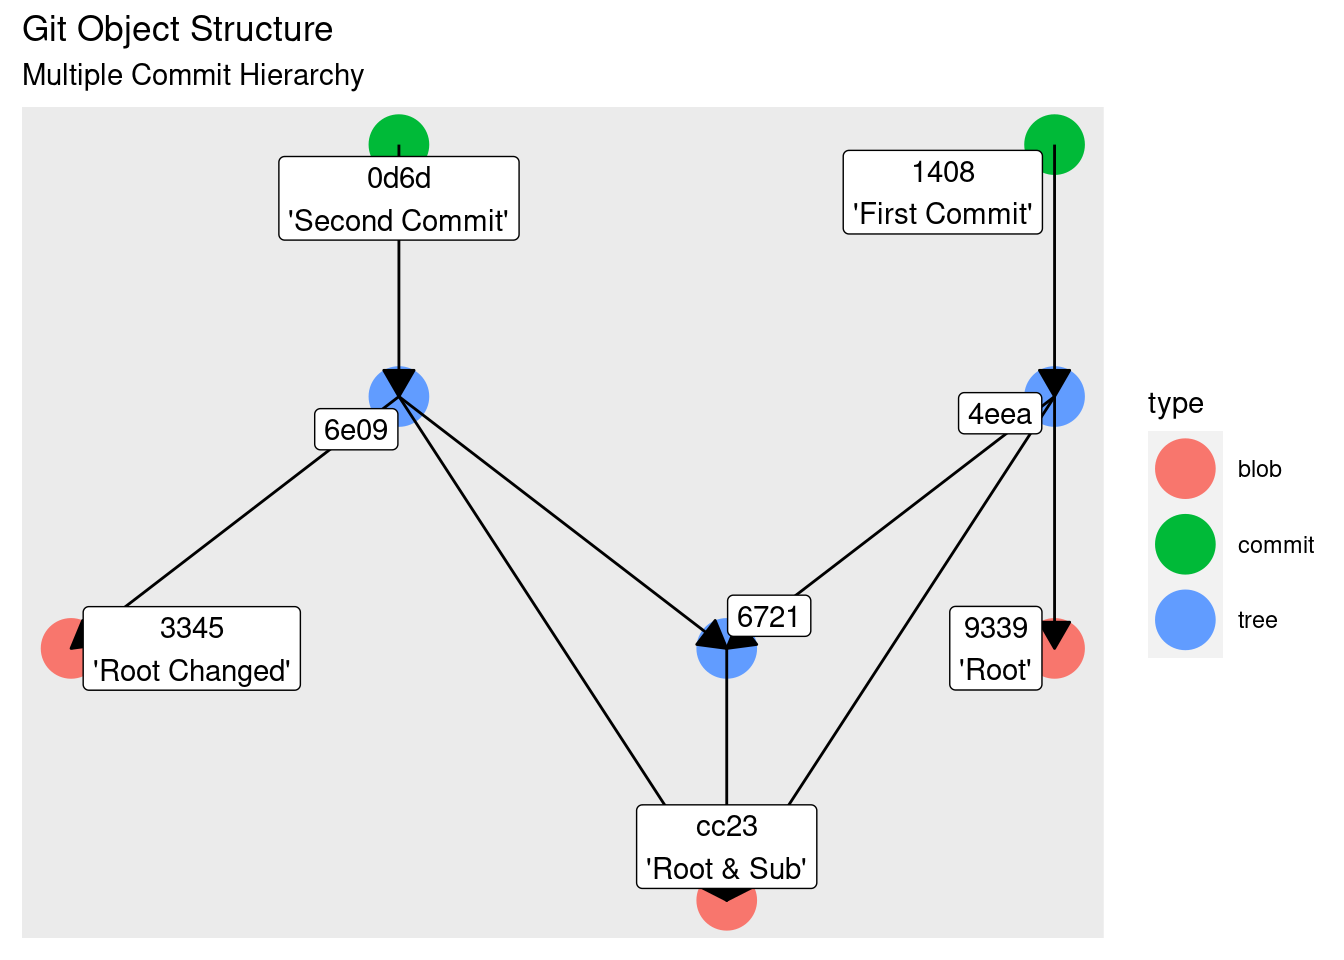 Git Object Structure
Multiple Commit Hierarchy
0d6d
'Second Commit'
1408
'First Commit'
6e09
4eea
3345
'Root Changed'
6721
9339
'Root'
cc23
'Root & Sub'
type
blob
commit
tree